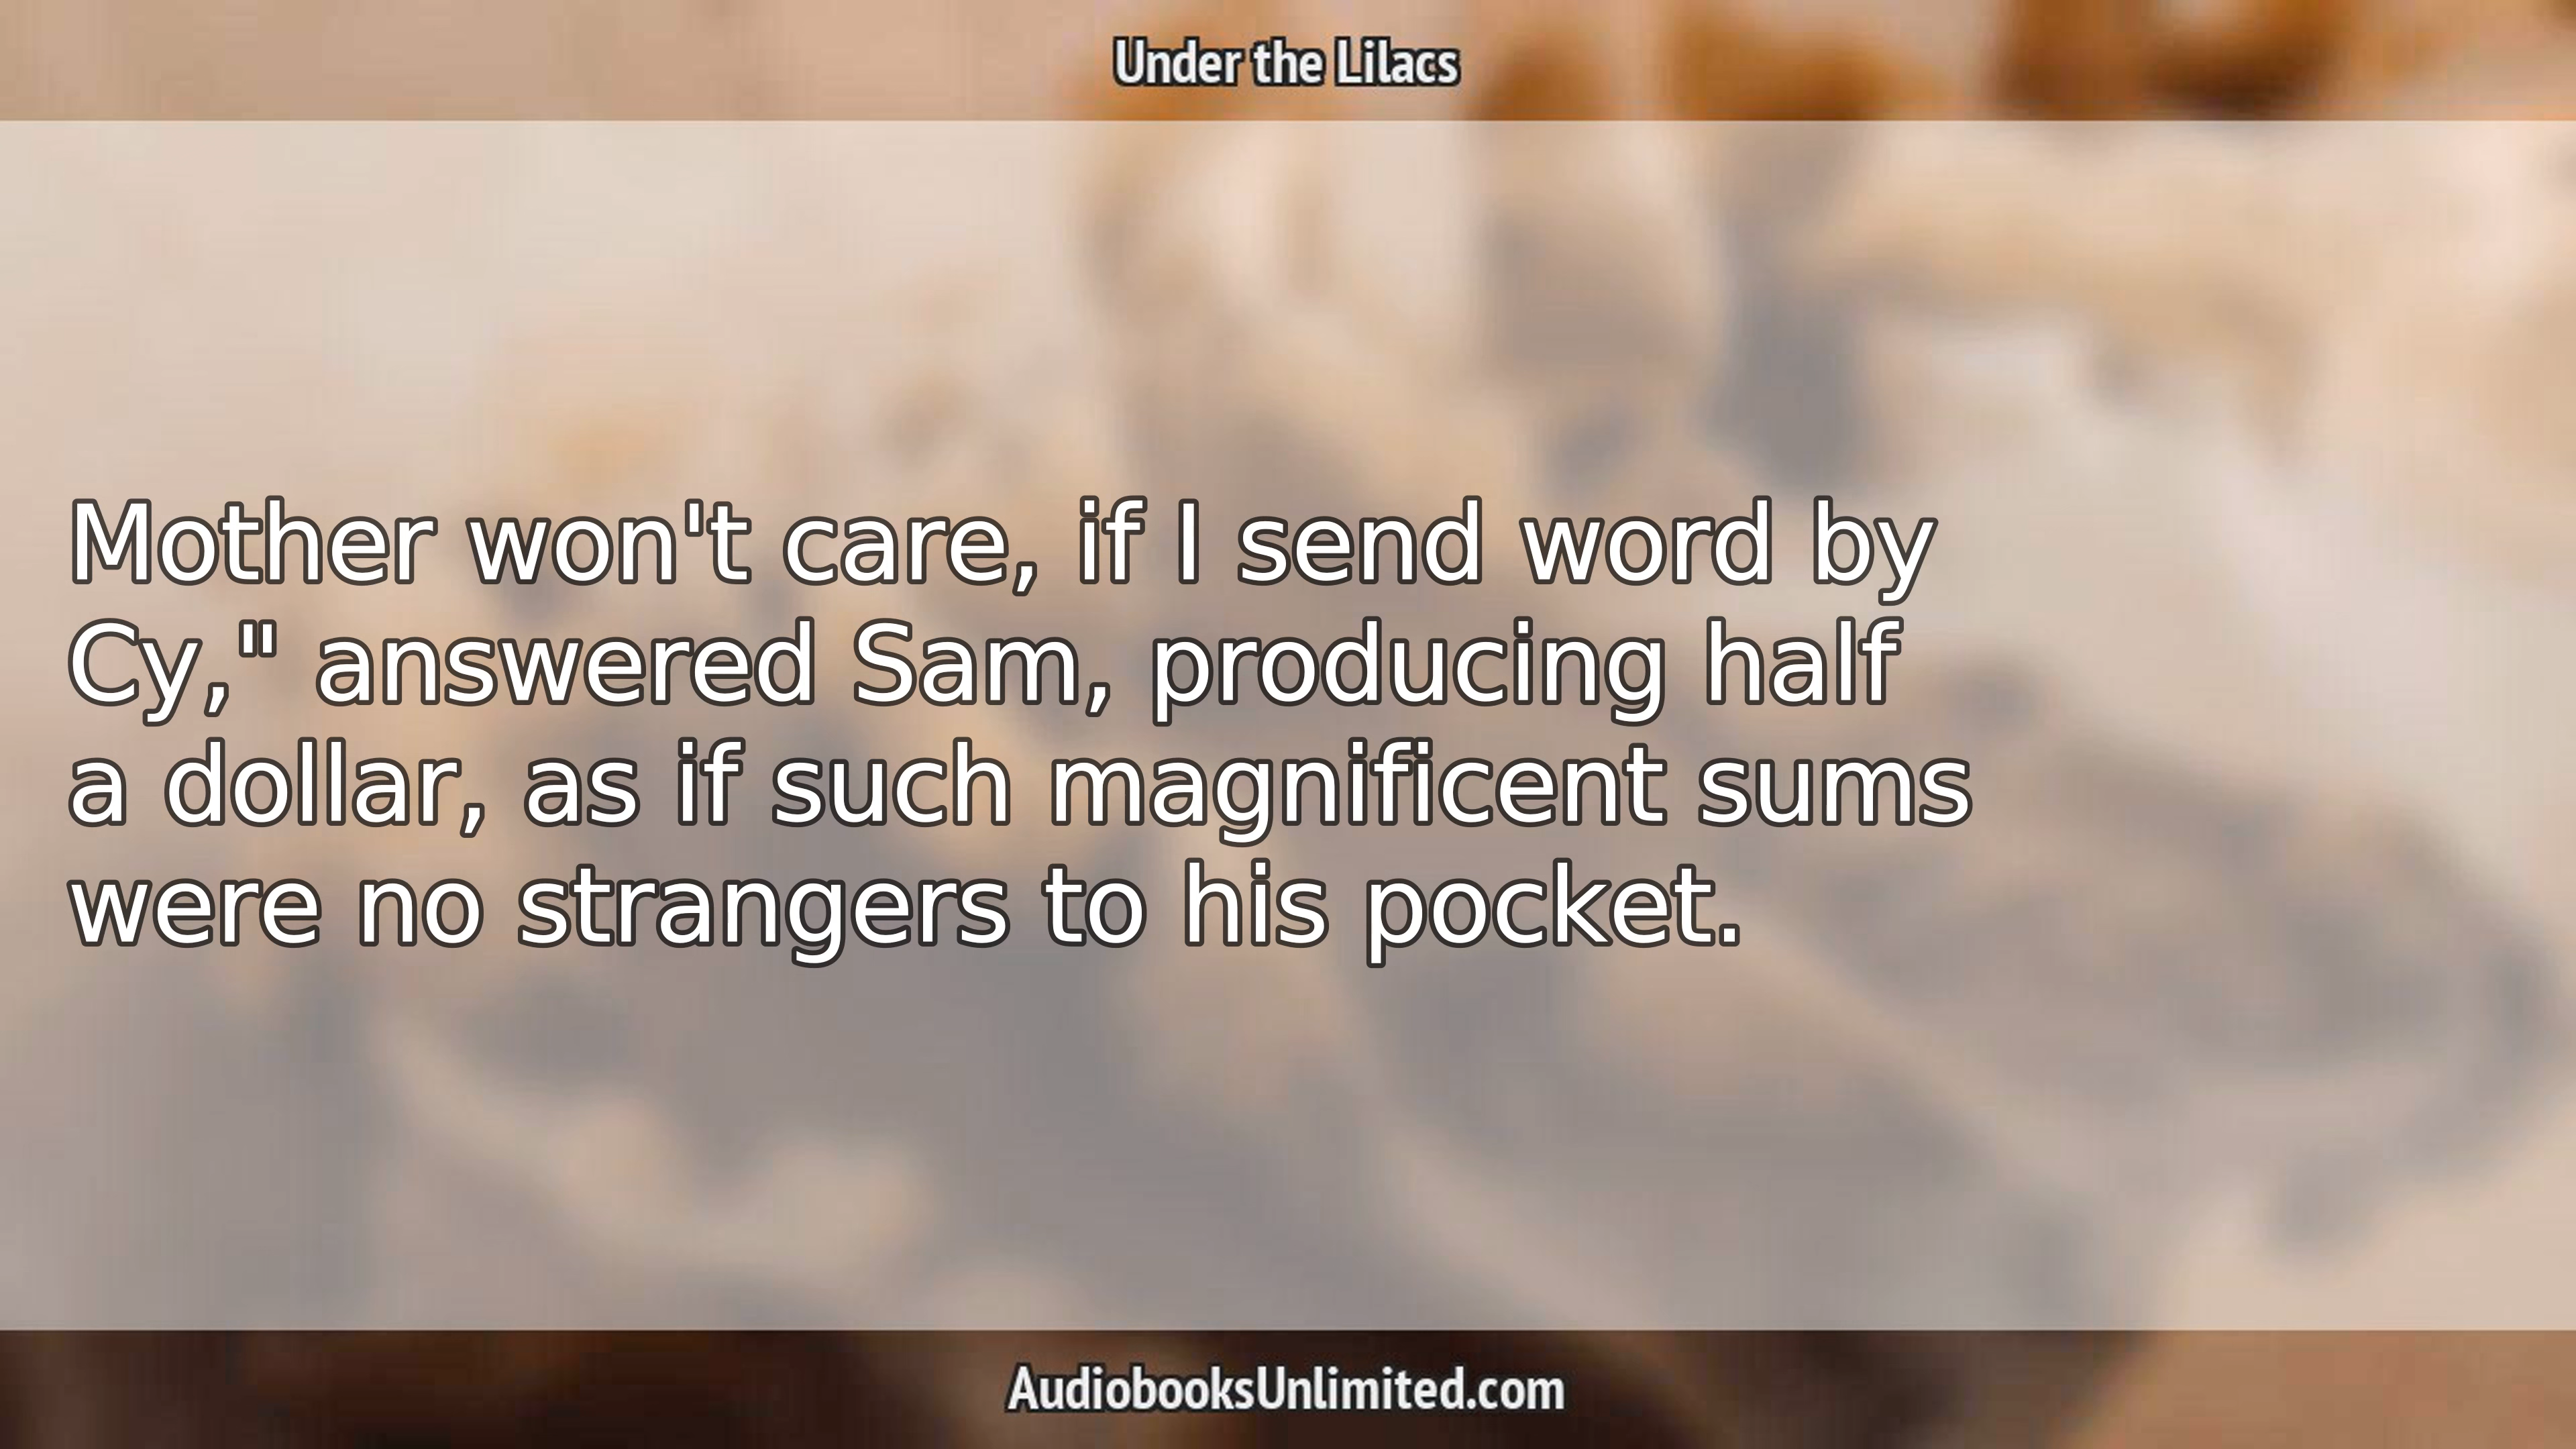 Under the Lilacs
Mother won't care, if I send word by
Cy," answered Sam, producing half
a dollar, as if such magnificent sums
were no strangers to his pocket.
AudiobooksUnlimited.com